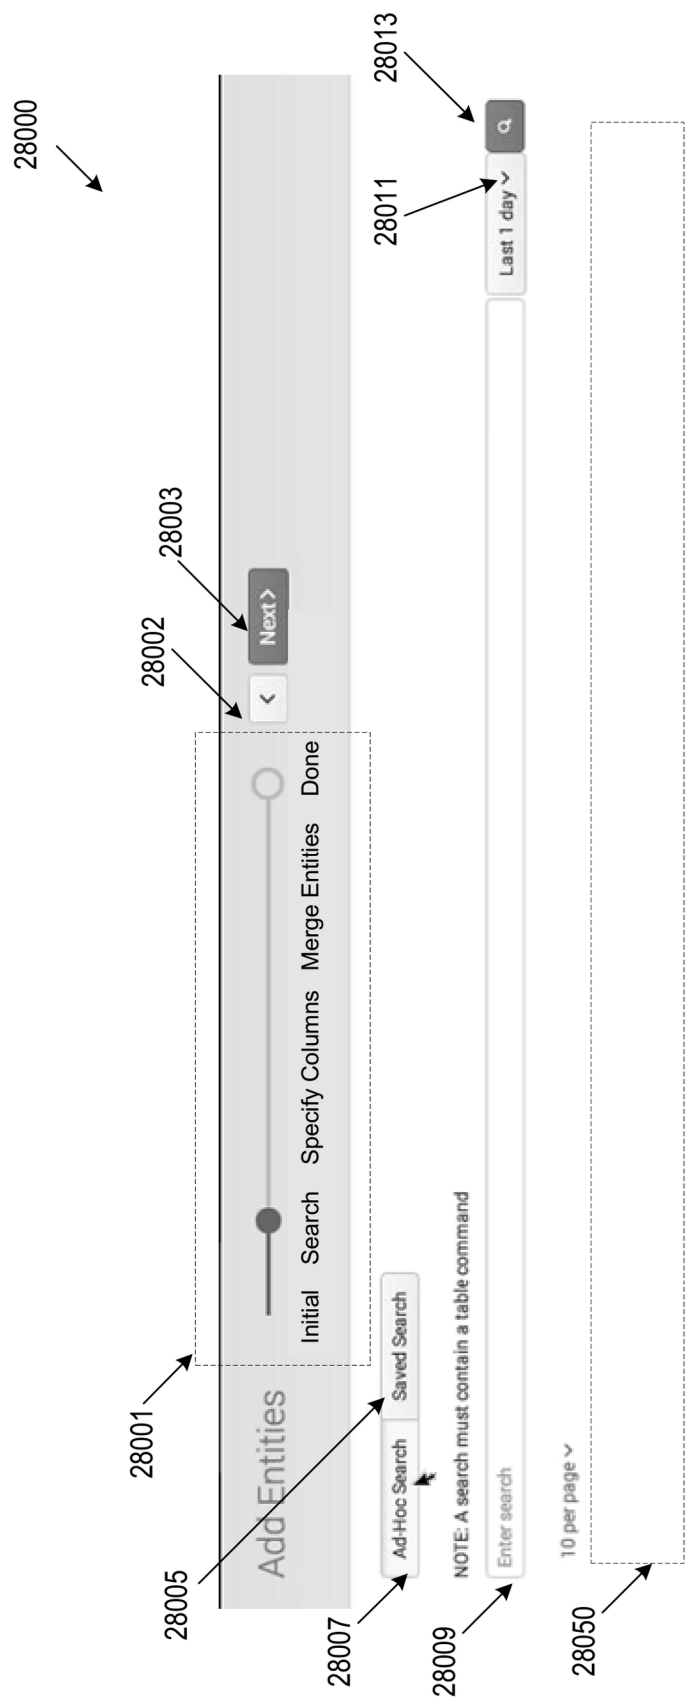 28000
28001
28002
28003
Add Entities
Next >
Initial Search Specify Columns Merge Entities Done
28005
28007
28011
28013
Ad-Hoc Search Saved Search
NOTE: A search must contain a table command
28009
Enter search
Last 1 day
10 per page
28050